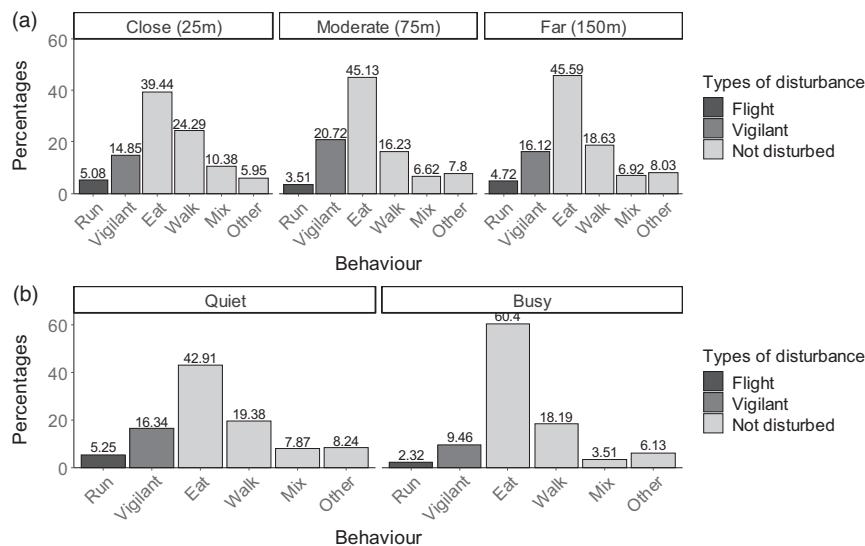 (a)
Close (25m) Moderate (75m) Far (150m)
60
40
20
0
Percentages
5.08 14.85 39.44 24.29 10.38 5.95
3.51 20.72 45.13 16.23 6.62 7.8
4.72 16.12 45.59 18.63 6.92 8.03
Run Vigilant Eat Walk Mix Other
Run Vigilant Eat Walk Mix Other
Run Vigilant Eat Walk Mix Other
Behaviour
Types of disturbance
Flight
Vigilant
Not disturbed
(b)
Quiet Busy
60
40
20
0
Percentages
5.25 16.34 42.91 19.38 7.87 8.24
2.32 9.46 60.4 18.19 3.51 6.13
Run Vigilant Eat Walk Mix Other
Run Vigilant Eat Walk Mix Other
Behaviour
Types of disturbance
Flight
Vigilant
Not disturbed